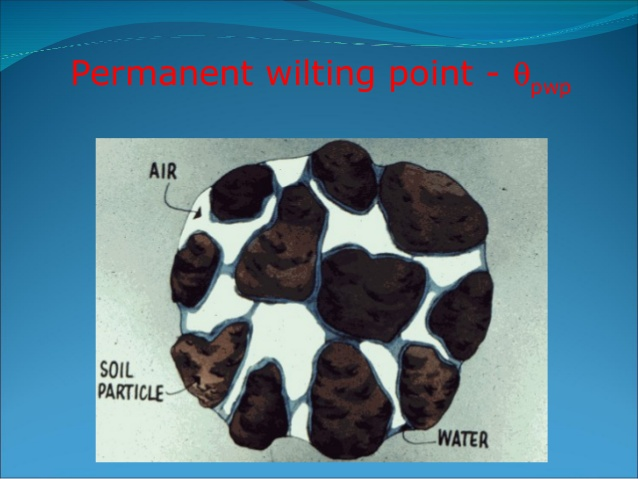 Permanent wilting point - θpwp
AIR
SOIL
PARTICLE
WATER